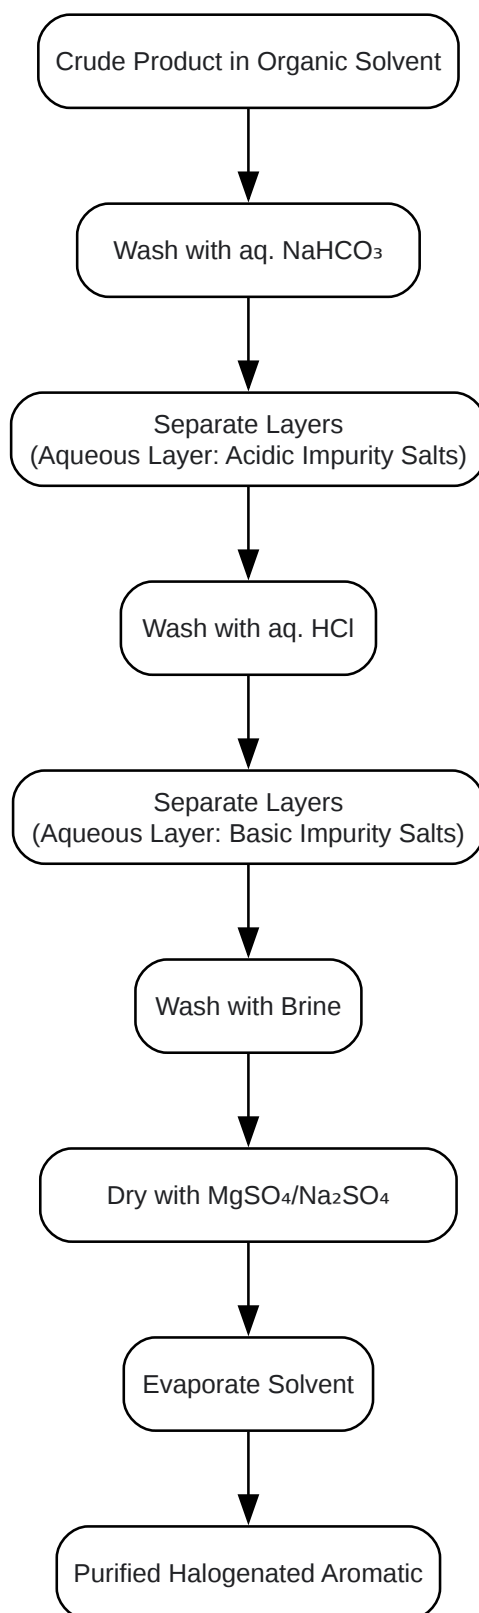 Crude Product in Organic Solvent
Wash with aq. NaHCO₃
Separate Layers
(Aqueous Layer: Acidic Impurity Salts)
Wash with aq. HCl
Separate Layers
(Aqueous Layer: Basic Impurity Salts)
Wash with Brine
Dry with MgSO₄/Na₂SO₄
Evaporate Solvent
Purified Halogenated Aromatic